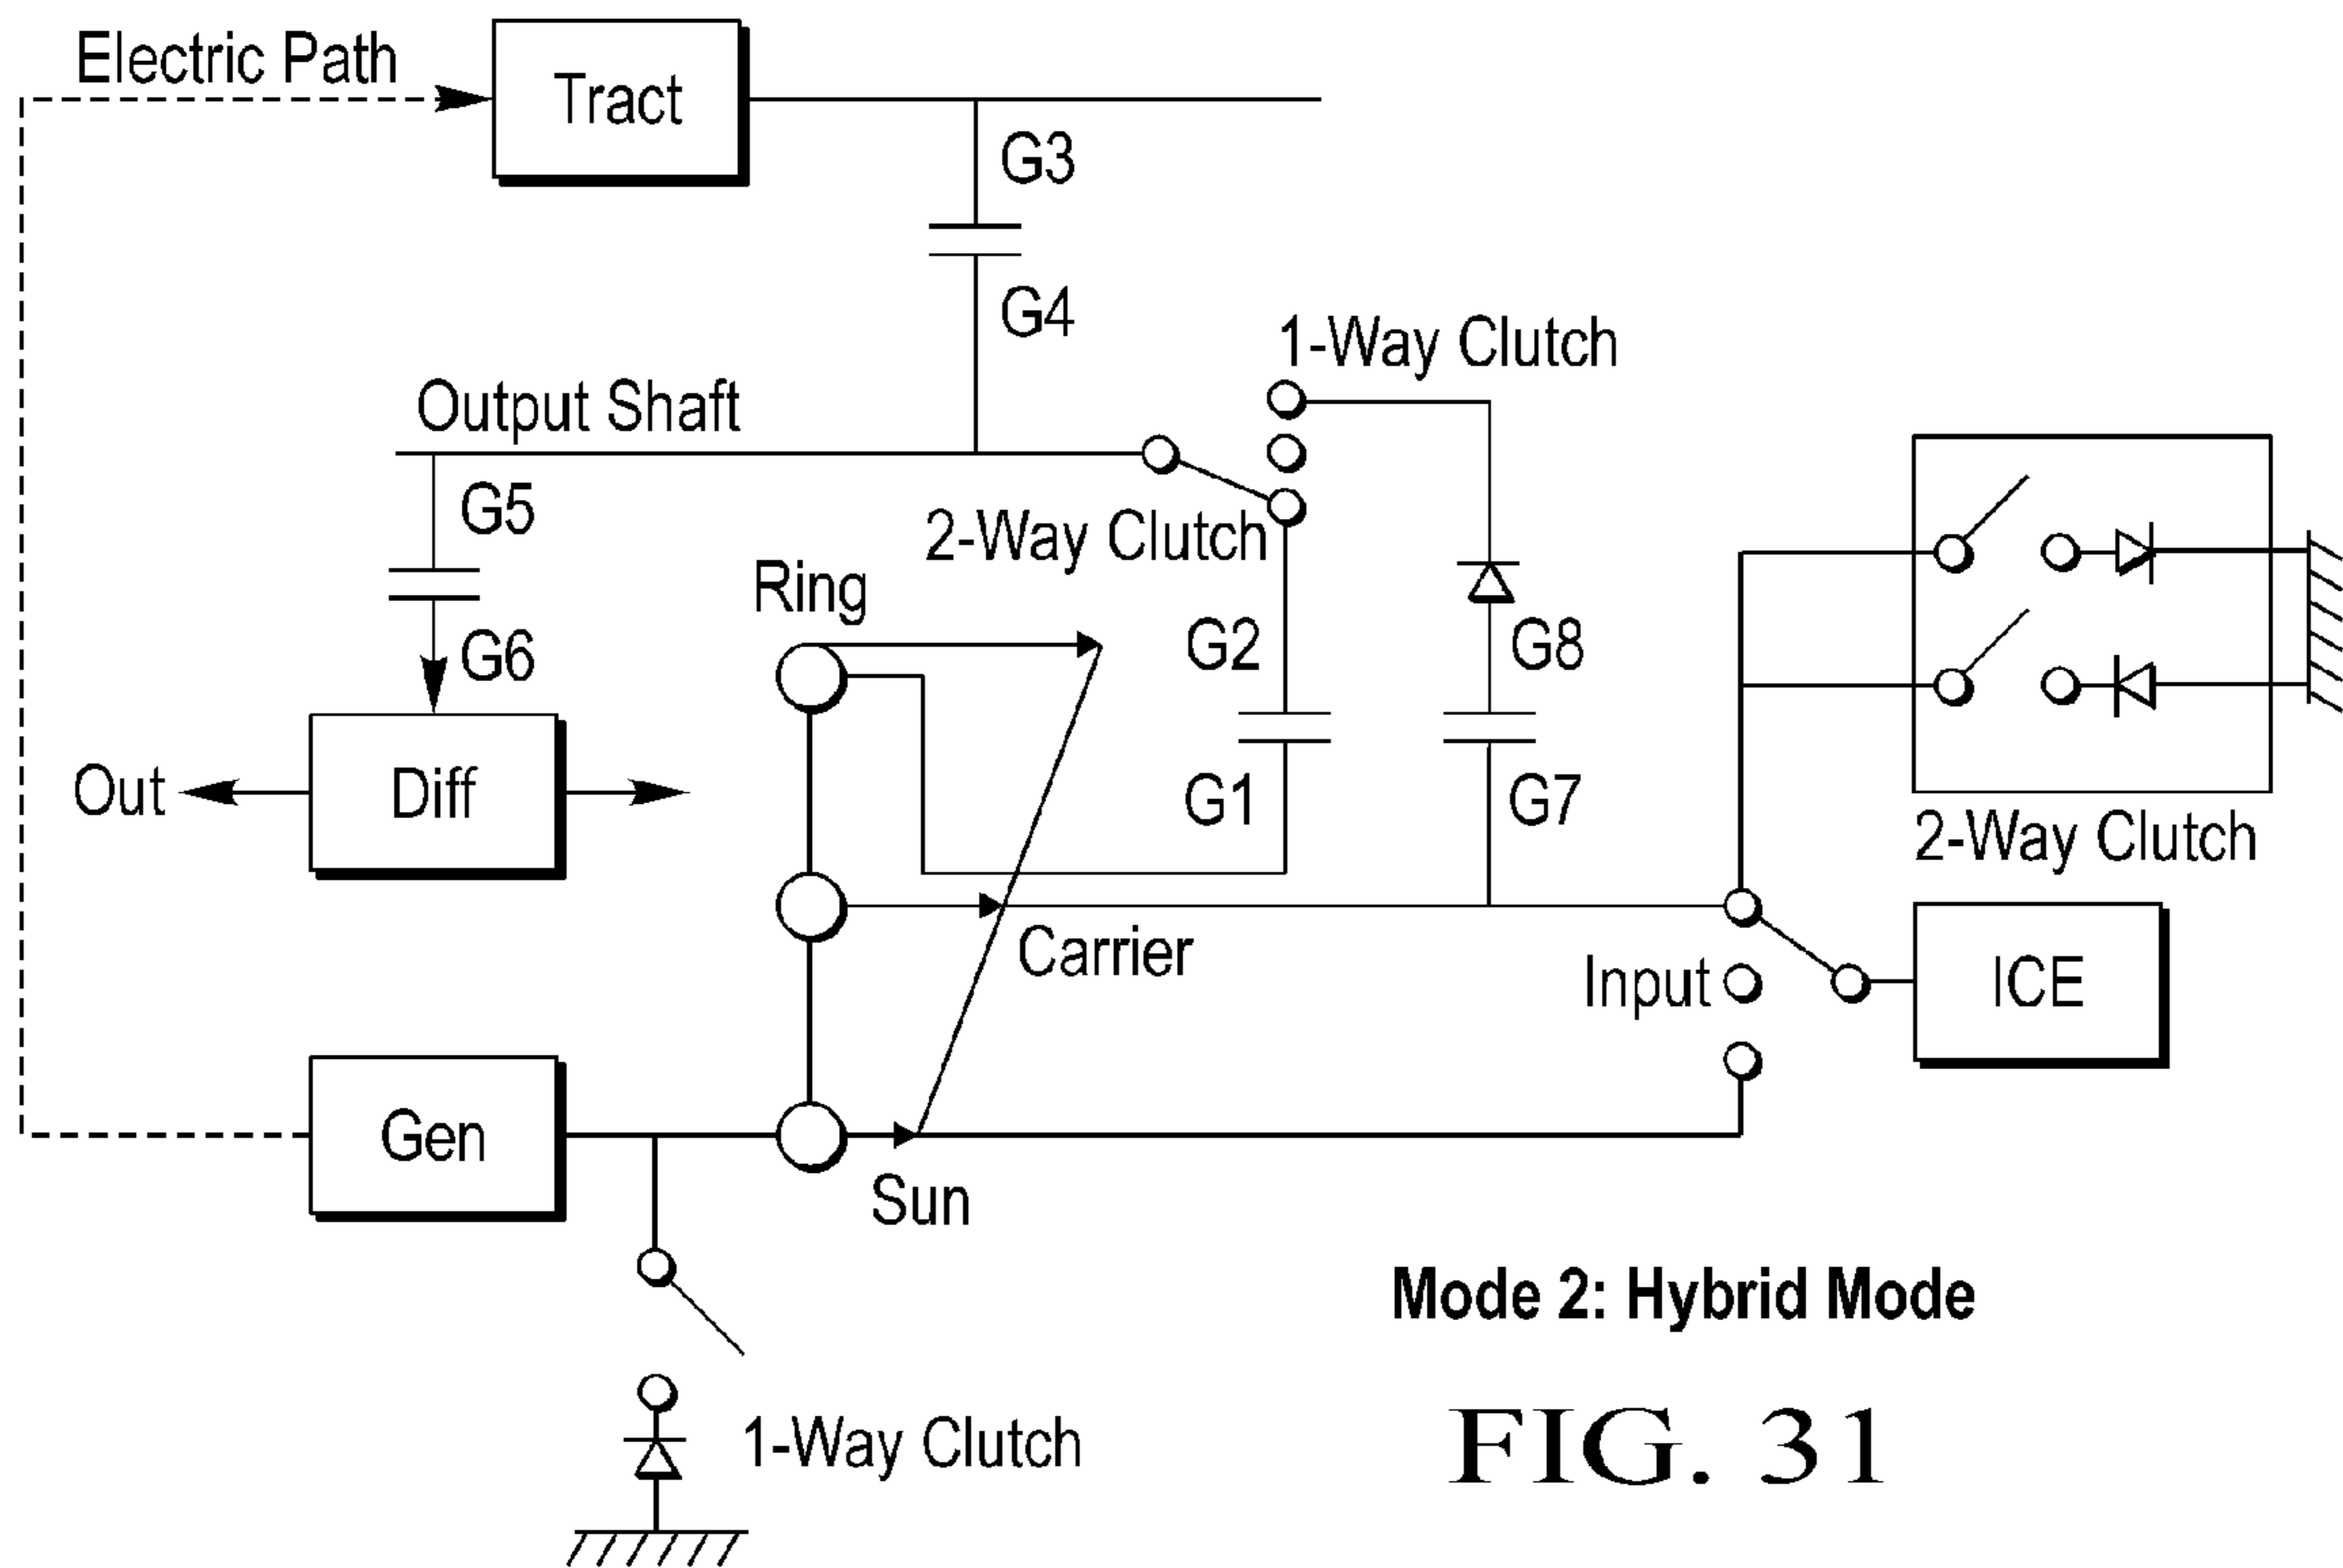 Electric Path
Tract
G3
G4
1-Way Clutch
Output Shaft
G5
2-Way Clutch
Ring
G6
G2
G8
Out
Diff
G1
G7
2-Way Clutch
Carrier
Input
ICE
Gen
Sun
Mode 2: Hybrid Mode
1-Way Clutch
FIG. 31